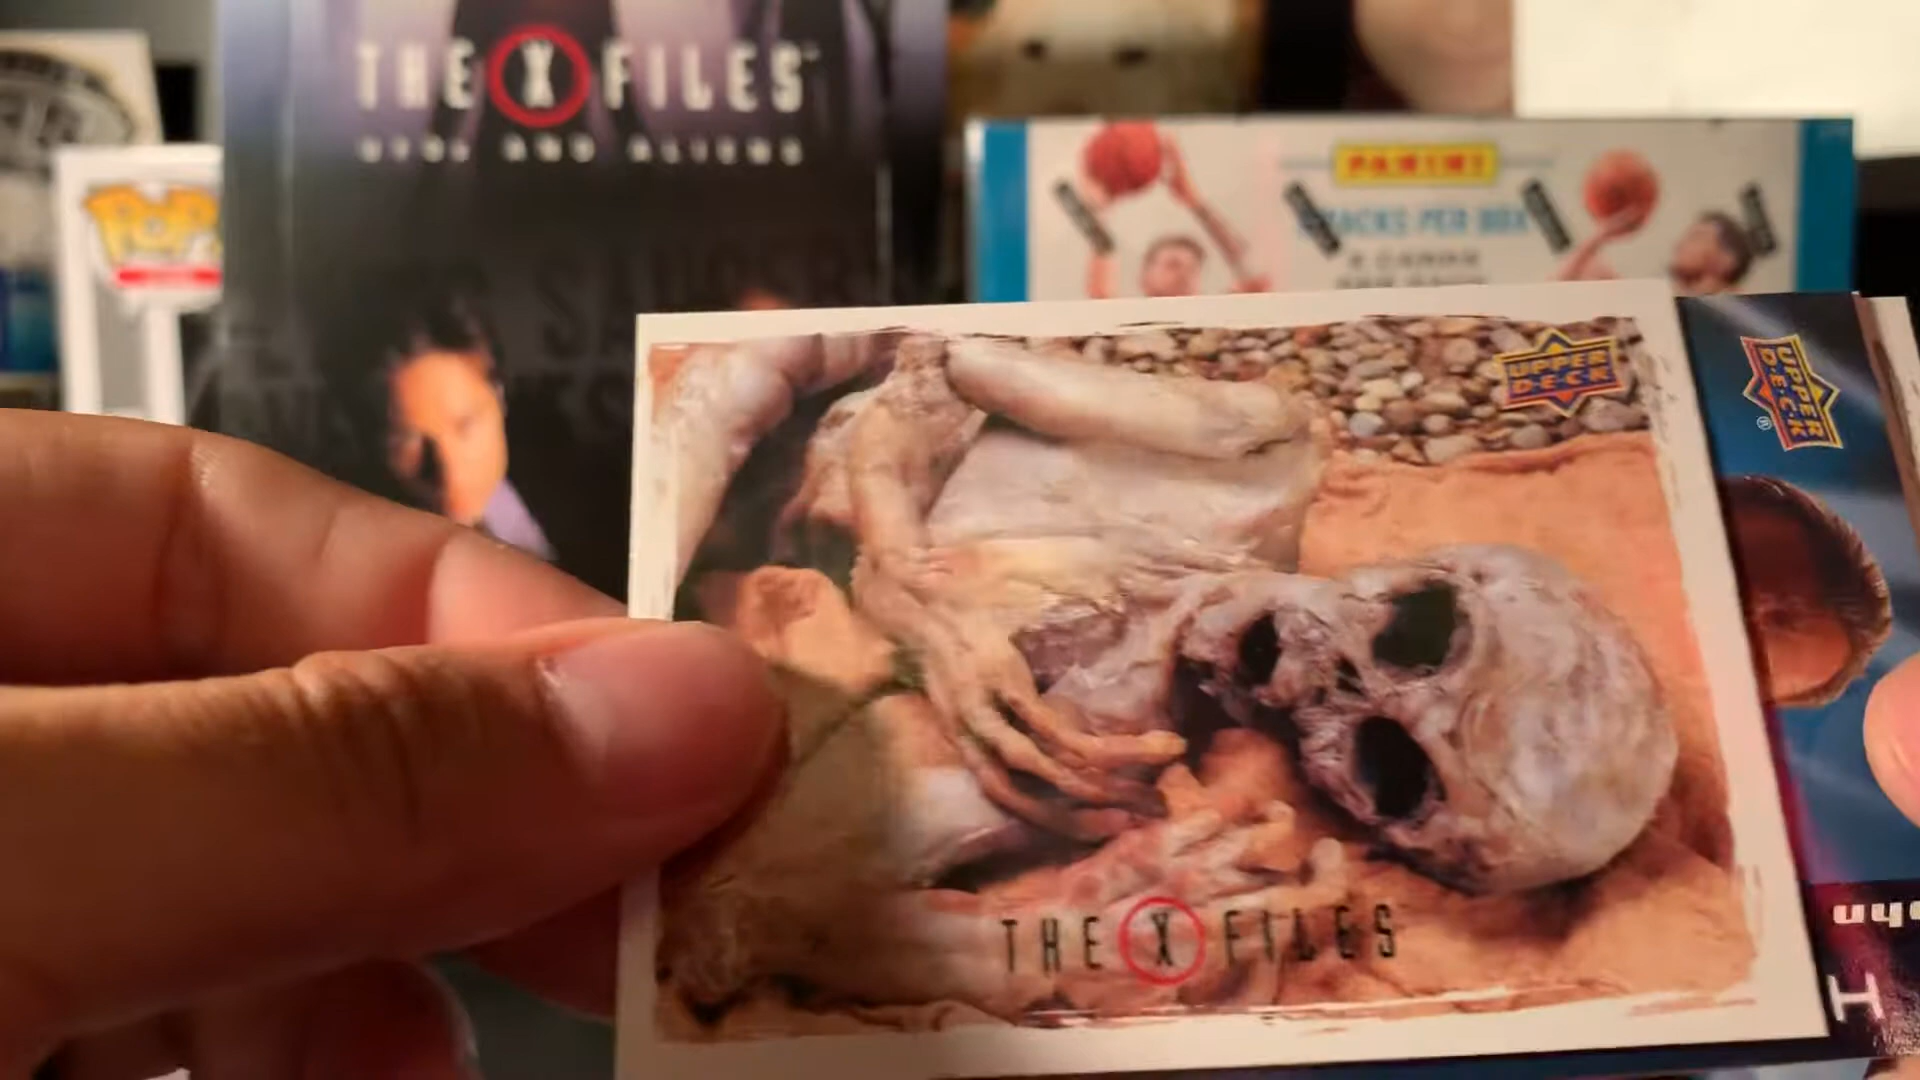 THE X FILES
UFOS AND ALIENS
POP!
PANINI
PACKS PER BOX
UPPER
DECK
UPPER
DECK®
THE X FILES
H